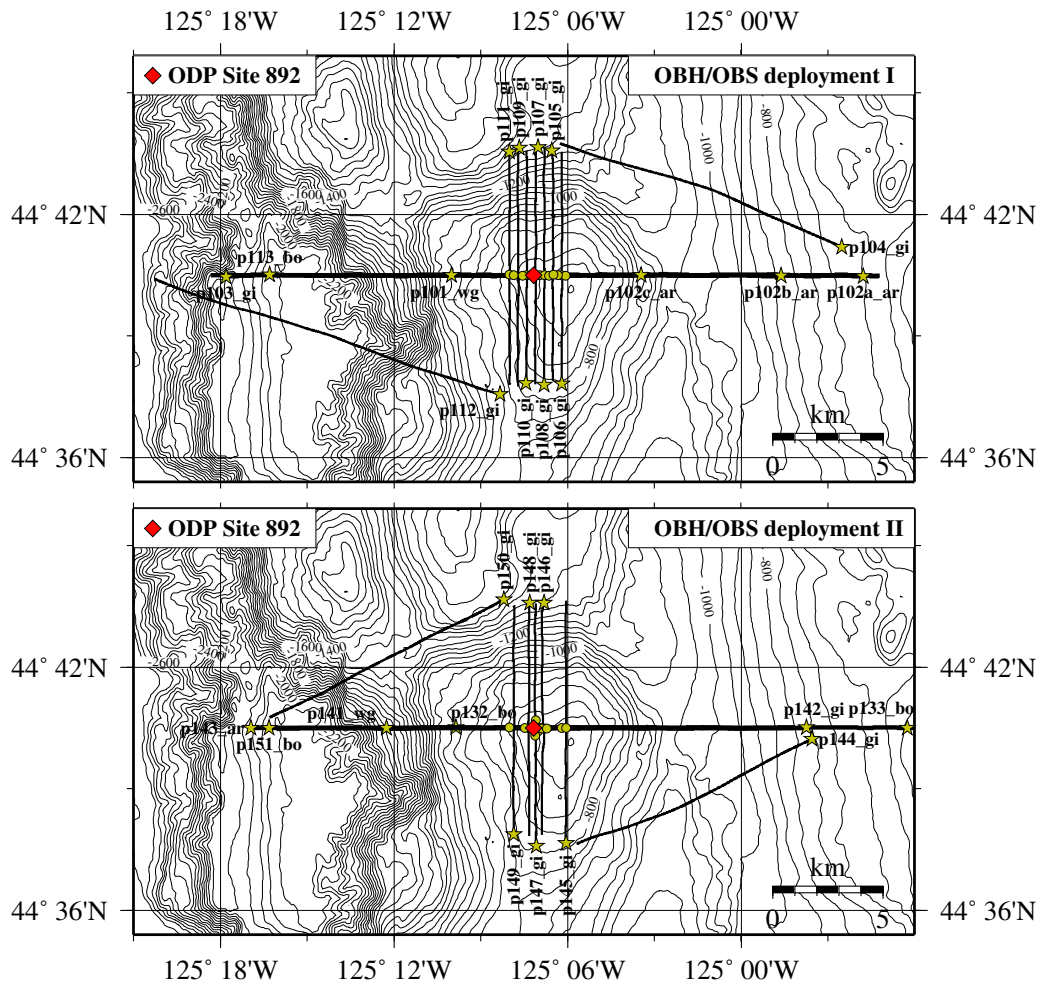 125° 18'W 125° 12'W 125° 06'W 125° 00'W
ODP Site 892
OBH/OBS deployment I
p111_gi
p109_gi
p107_gi
p105_gi
-800
-1000
-1200
-1000
-1600
-1400
-2400
-2600
44° 42'N 44° 42'N
p104_gi
p113_bo
p103_gi
p101_wg
p102c_ar
p102b_ar
p102a_ar
-2200
-800
p112_gi
p110_gi
p108_gi
p106_gi
km
0 5
44° 36'N 44° 36'N
ODP Site 892
OBH/OBS deployment II
p150_gi
p148_gi
p146_gi
-800
-1000
-1200
-1000
-1600
-1400
-2400
-2600
44° 42'N 44° 42'N
p141_wg
p132_bo
p142_gi
p133_bo
p143_ar
p151_bo
p144_gi
-800
p149_gi
p147_gi
p145_gi
km
0 5
44° 36'N 44° 36'N
125° 18'W 125° 12'W 125° 06'W 125° 00'W